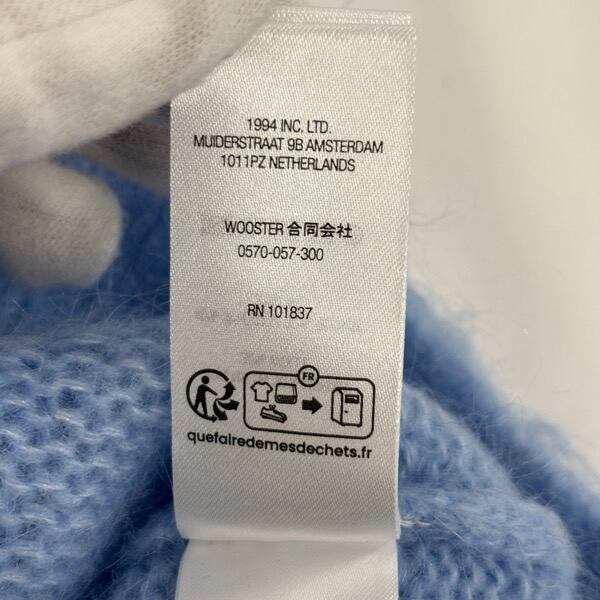 1994 INC. LTD.
MUIDERSTRAAT 9B AMSTERDAM
1011PZ NETHERLANDS
WOOSTER 合同会社
0570-057-300
RN 101837
FR
quefairedemesdechets.fr